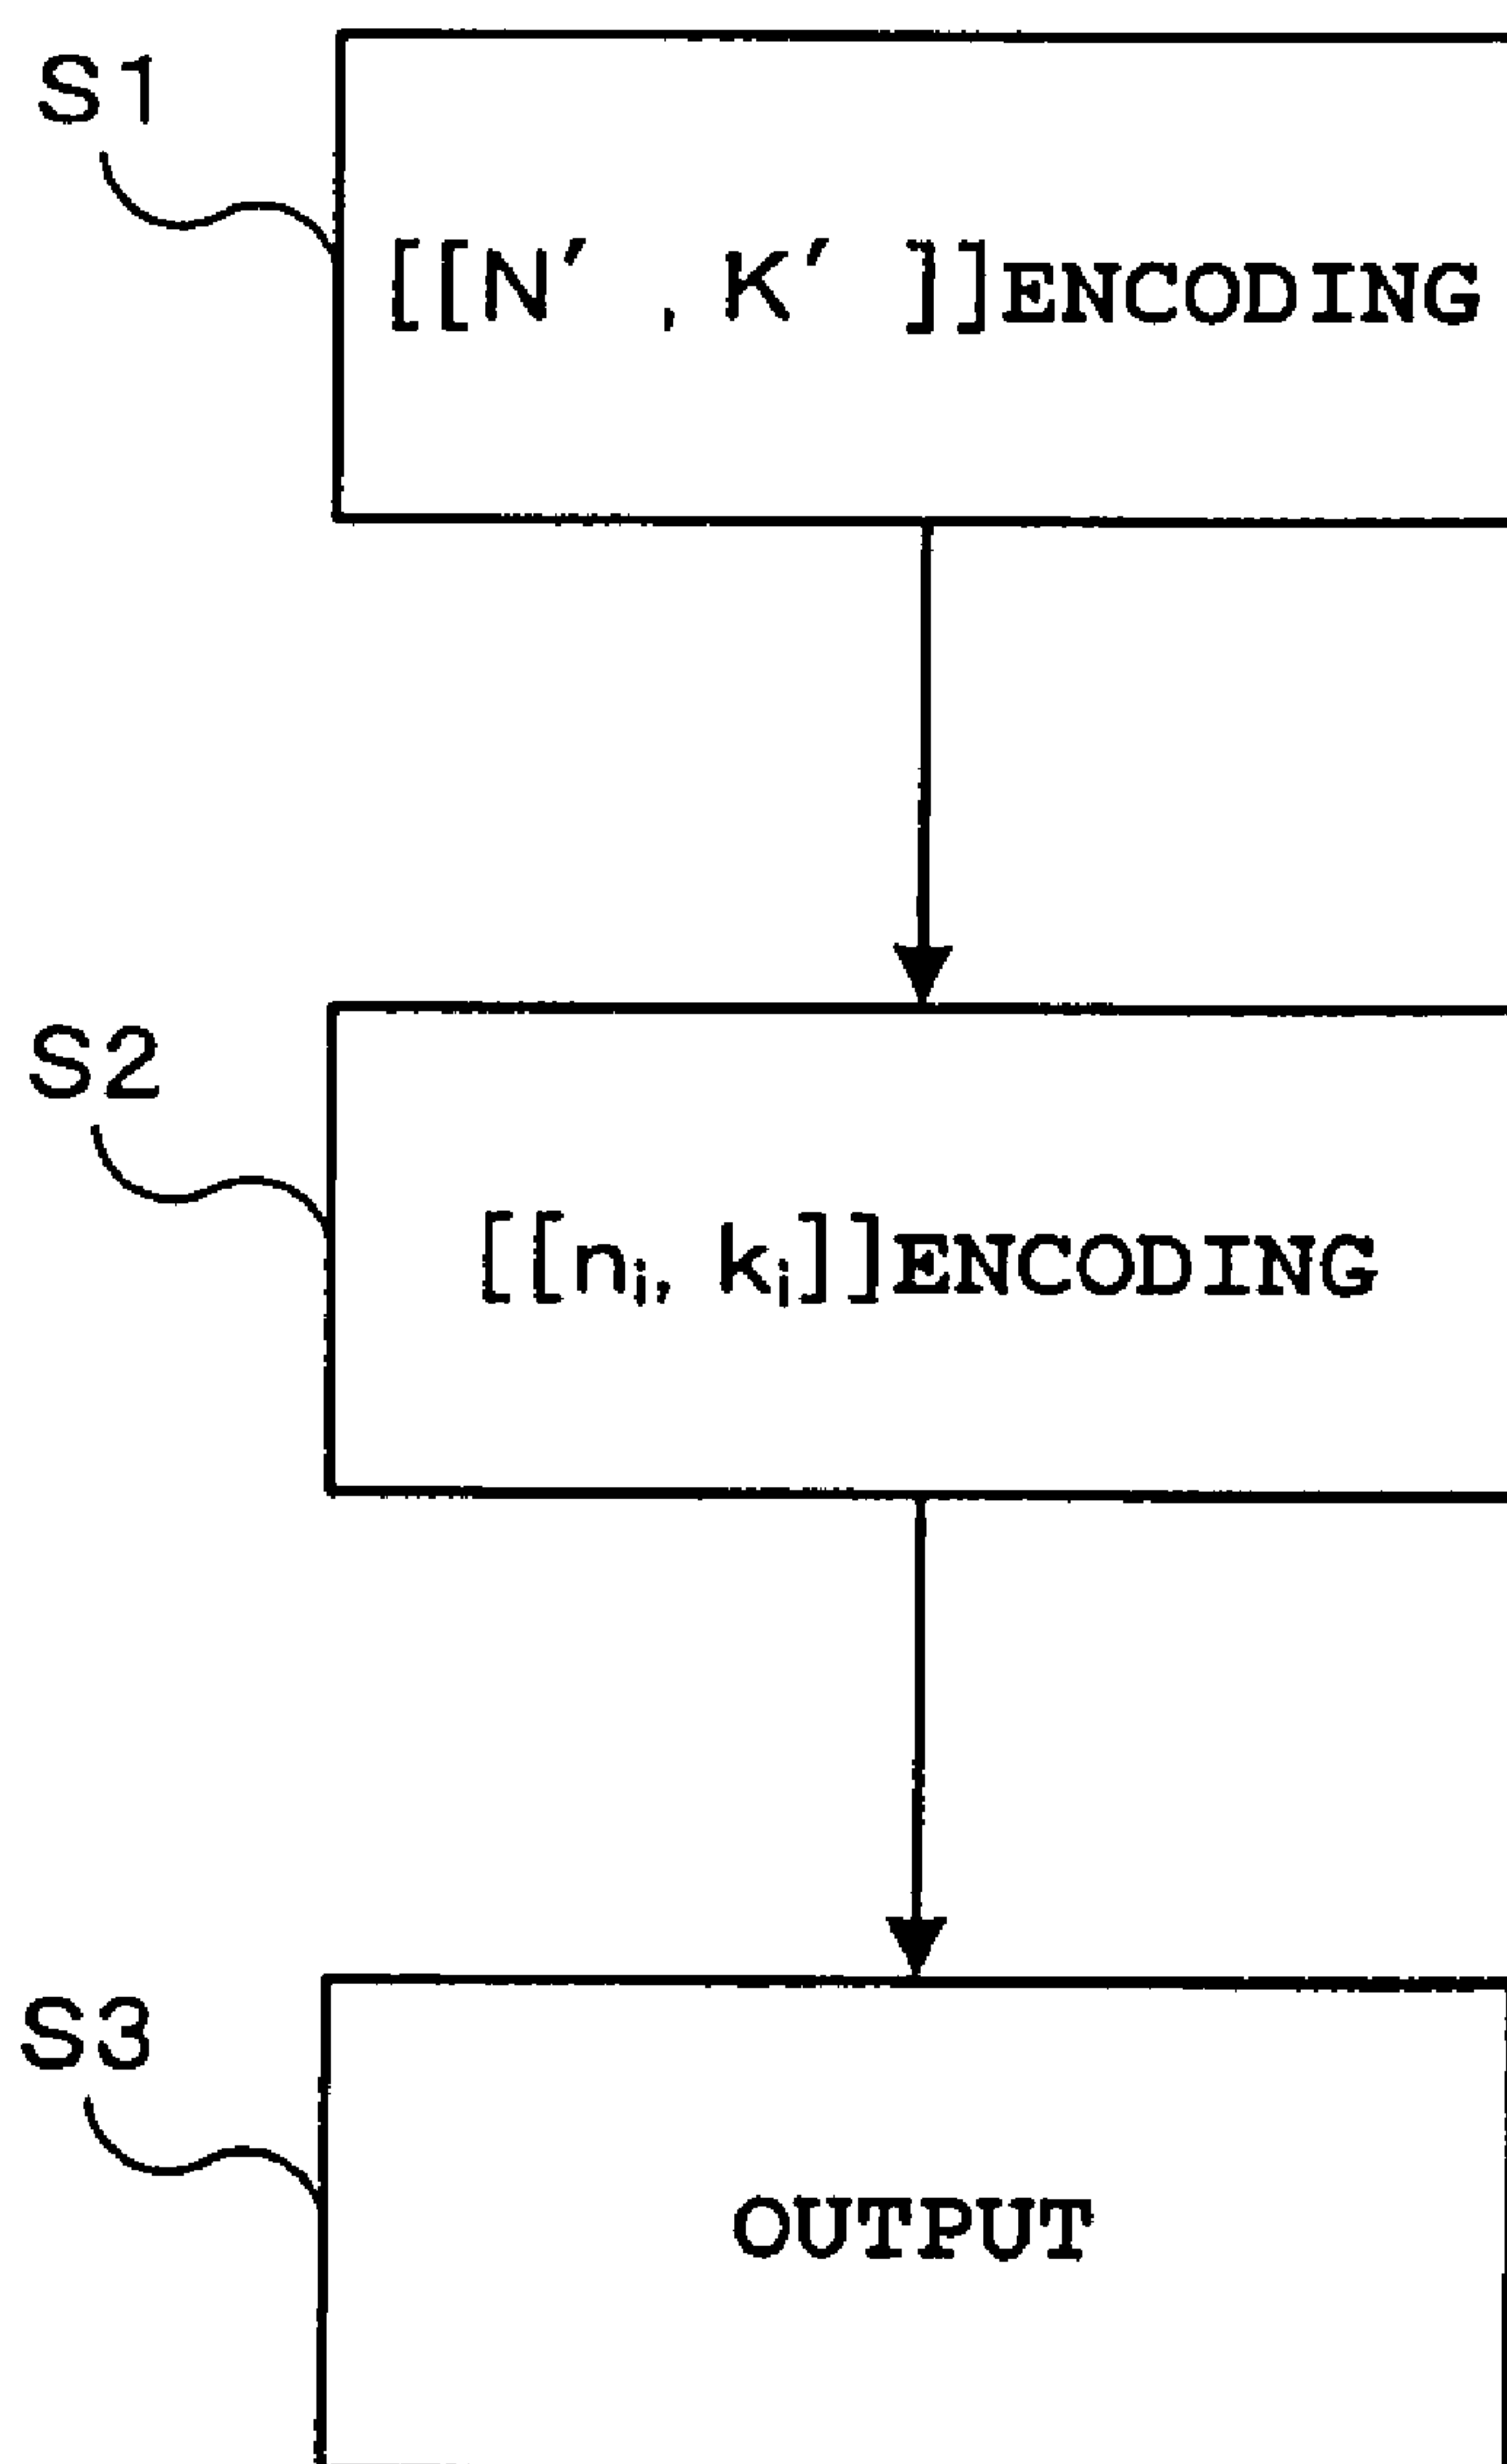 S1
[[N′ , K′ ]]ENCODING
S2
[[nᵢ, kᵢ]]ENCODING
S3
OUTPUT